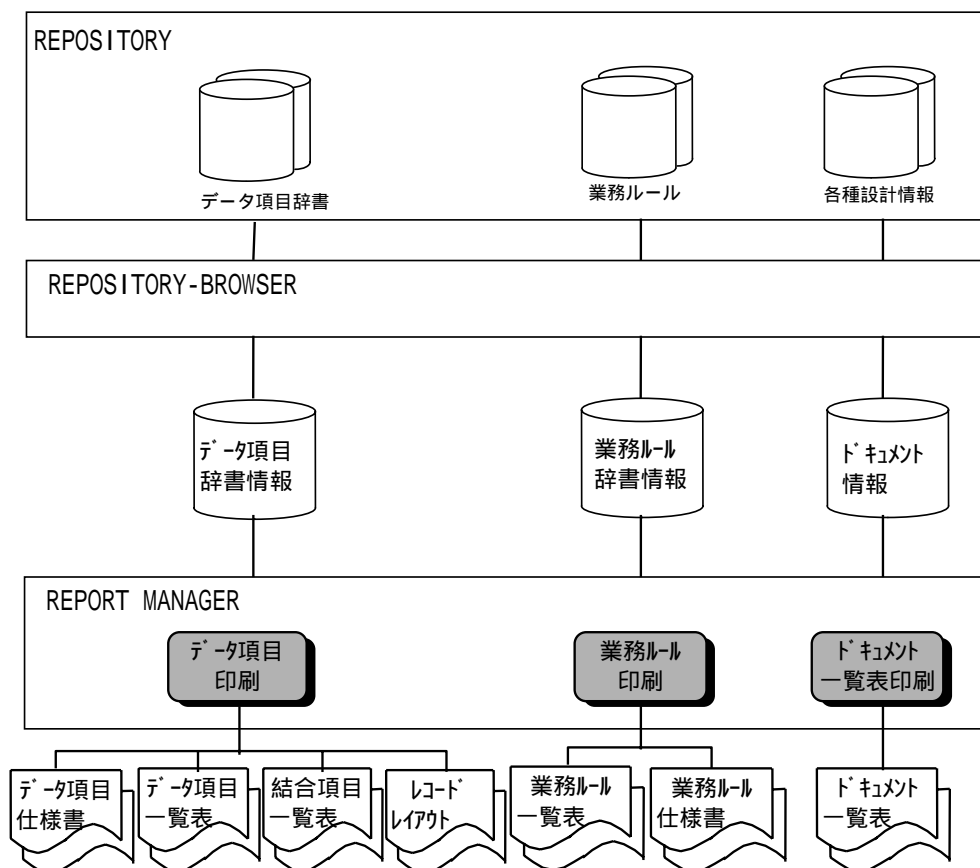 REPOSITORY
データ項目辞書
業務ルール
各種設計情報
REPOSITORY-BROWSER
ﾃﾞｰﾀ項目
辞書情報
業務ﾙｰﾙ
辞書情報
ﾄﾞｷｭﾒﾝﾄ
情報
REPORT MANAGER
ﾃﾞｰﾀ項目
印刷
業務ﾙｰﾙ
印刷
ﾄﾞｷｭﾒﾝﾄ
一覧表印刷
ﾃﾞｰﾀ項目
仕様書
ﾃﾞｰﾀ項目
一覧表
結合項目
一覧表
ﾚｺｰﾄﾞ
ﾚｲｱｳﾄ
業務ﾙｰﾙ
一覧表
業務ﾙｰﾙ
仕様書
ﾄﾞｷｭﾒﾝﾄ
一覧表